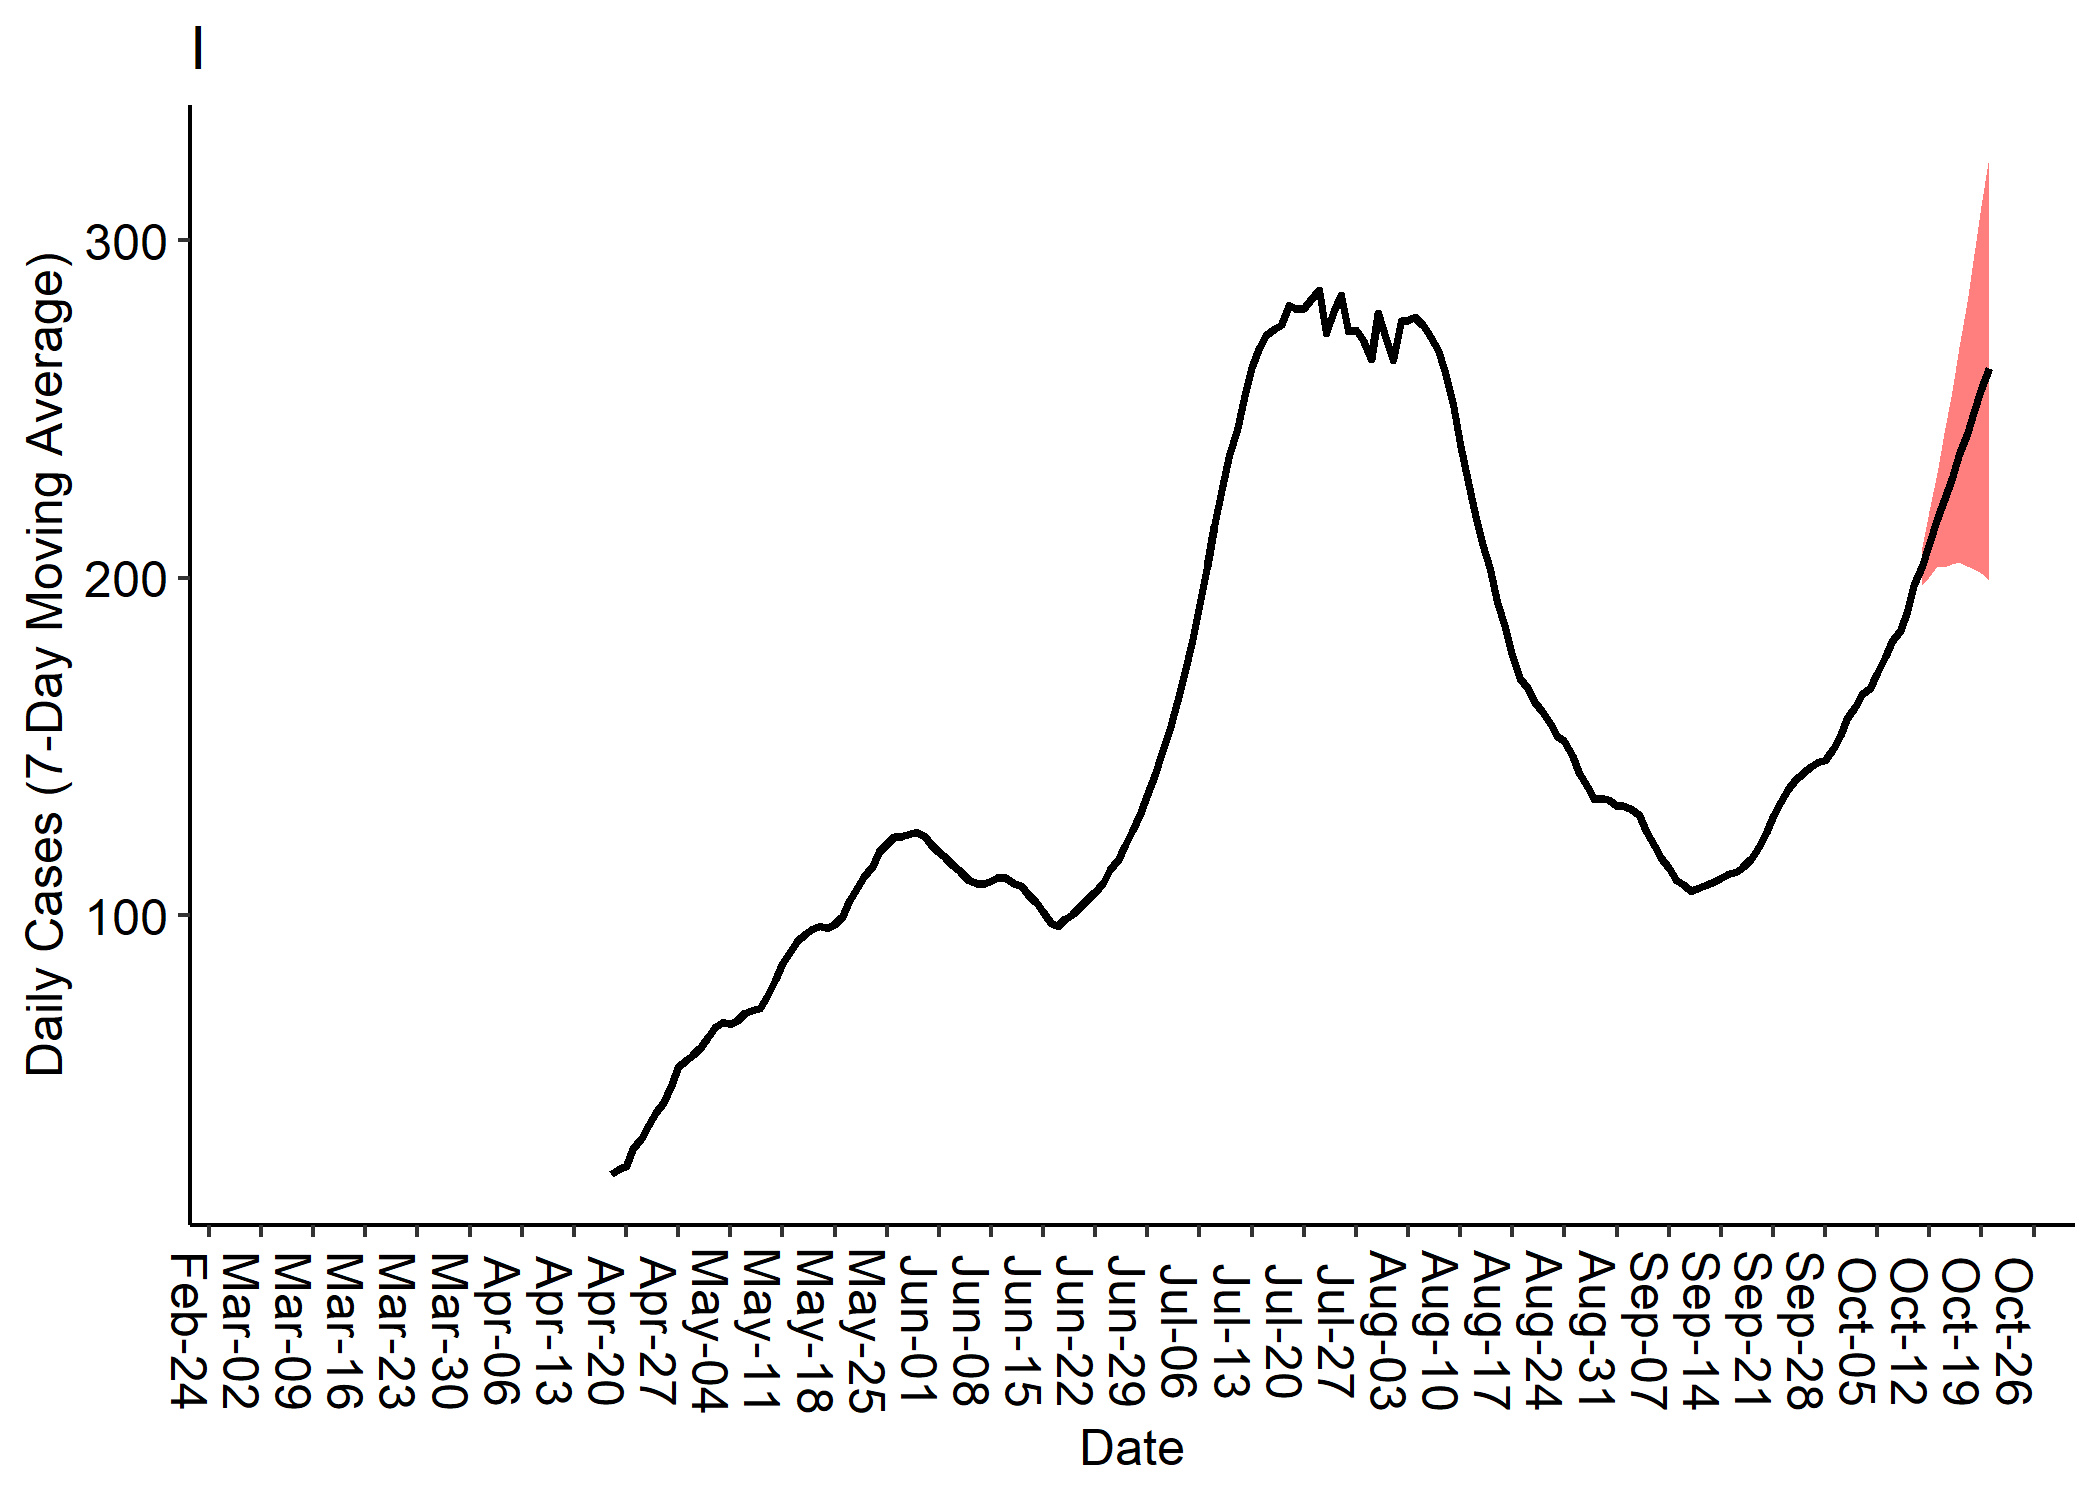 I
Daily Cases (7-Day Moving Average)
300
200
100
Feb-24
Mar-02
Mar-09
Mar-16
Mar-23
Mar-30
Apr-06
Apr-13
Apr-20
Apr-27
May-04
May-11
May-18
May-25
Jun-01
Jun-08
Jun-15
Jun-22
Jun-29
Jul-06
Jul-13
Jul-20
Jul-27
Aug-03
Aug-10
Aug-17
Aug-24
Aug-31
Sep-07
Sep-14
Sep-21
Sep-28
Oct-05
Oct-12
Oct-19
Oct-26
Date